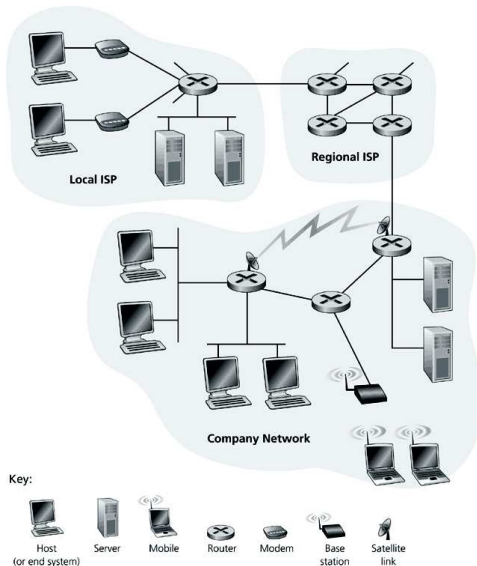 Local ISP
Regional ISP
Company Network
Key:
Host
(or end system)
Server
Mobile
Router
Modem
Base
station
Satellite
link